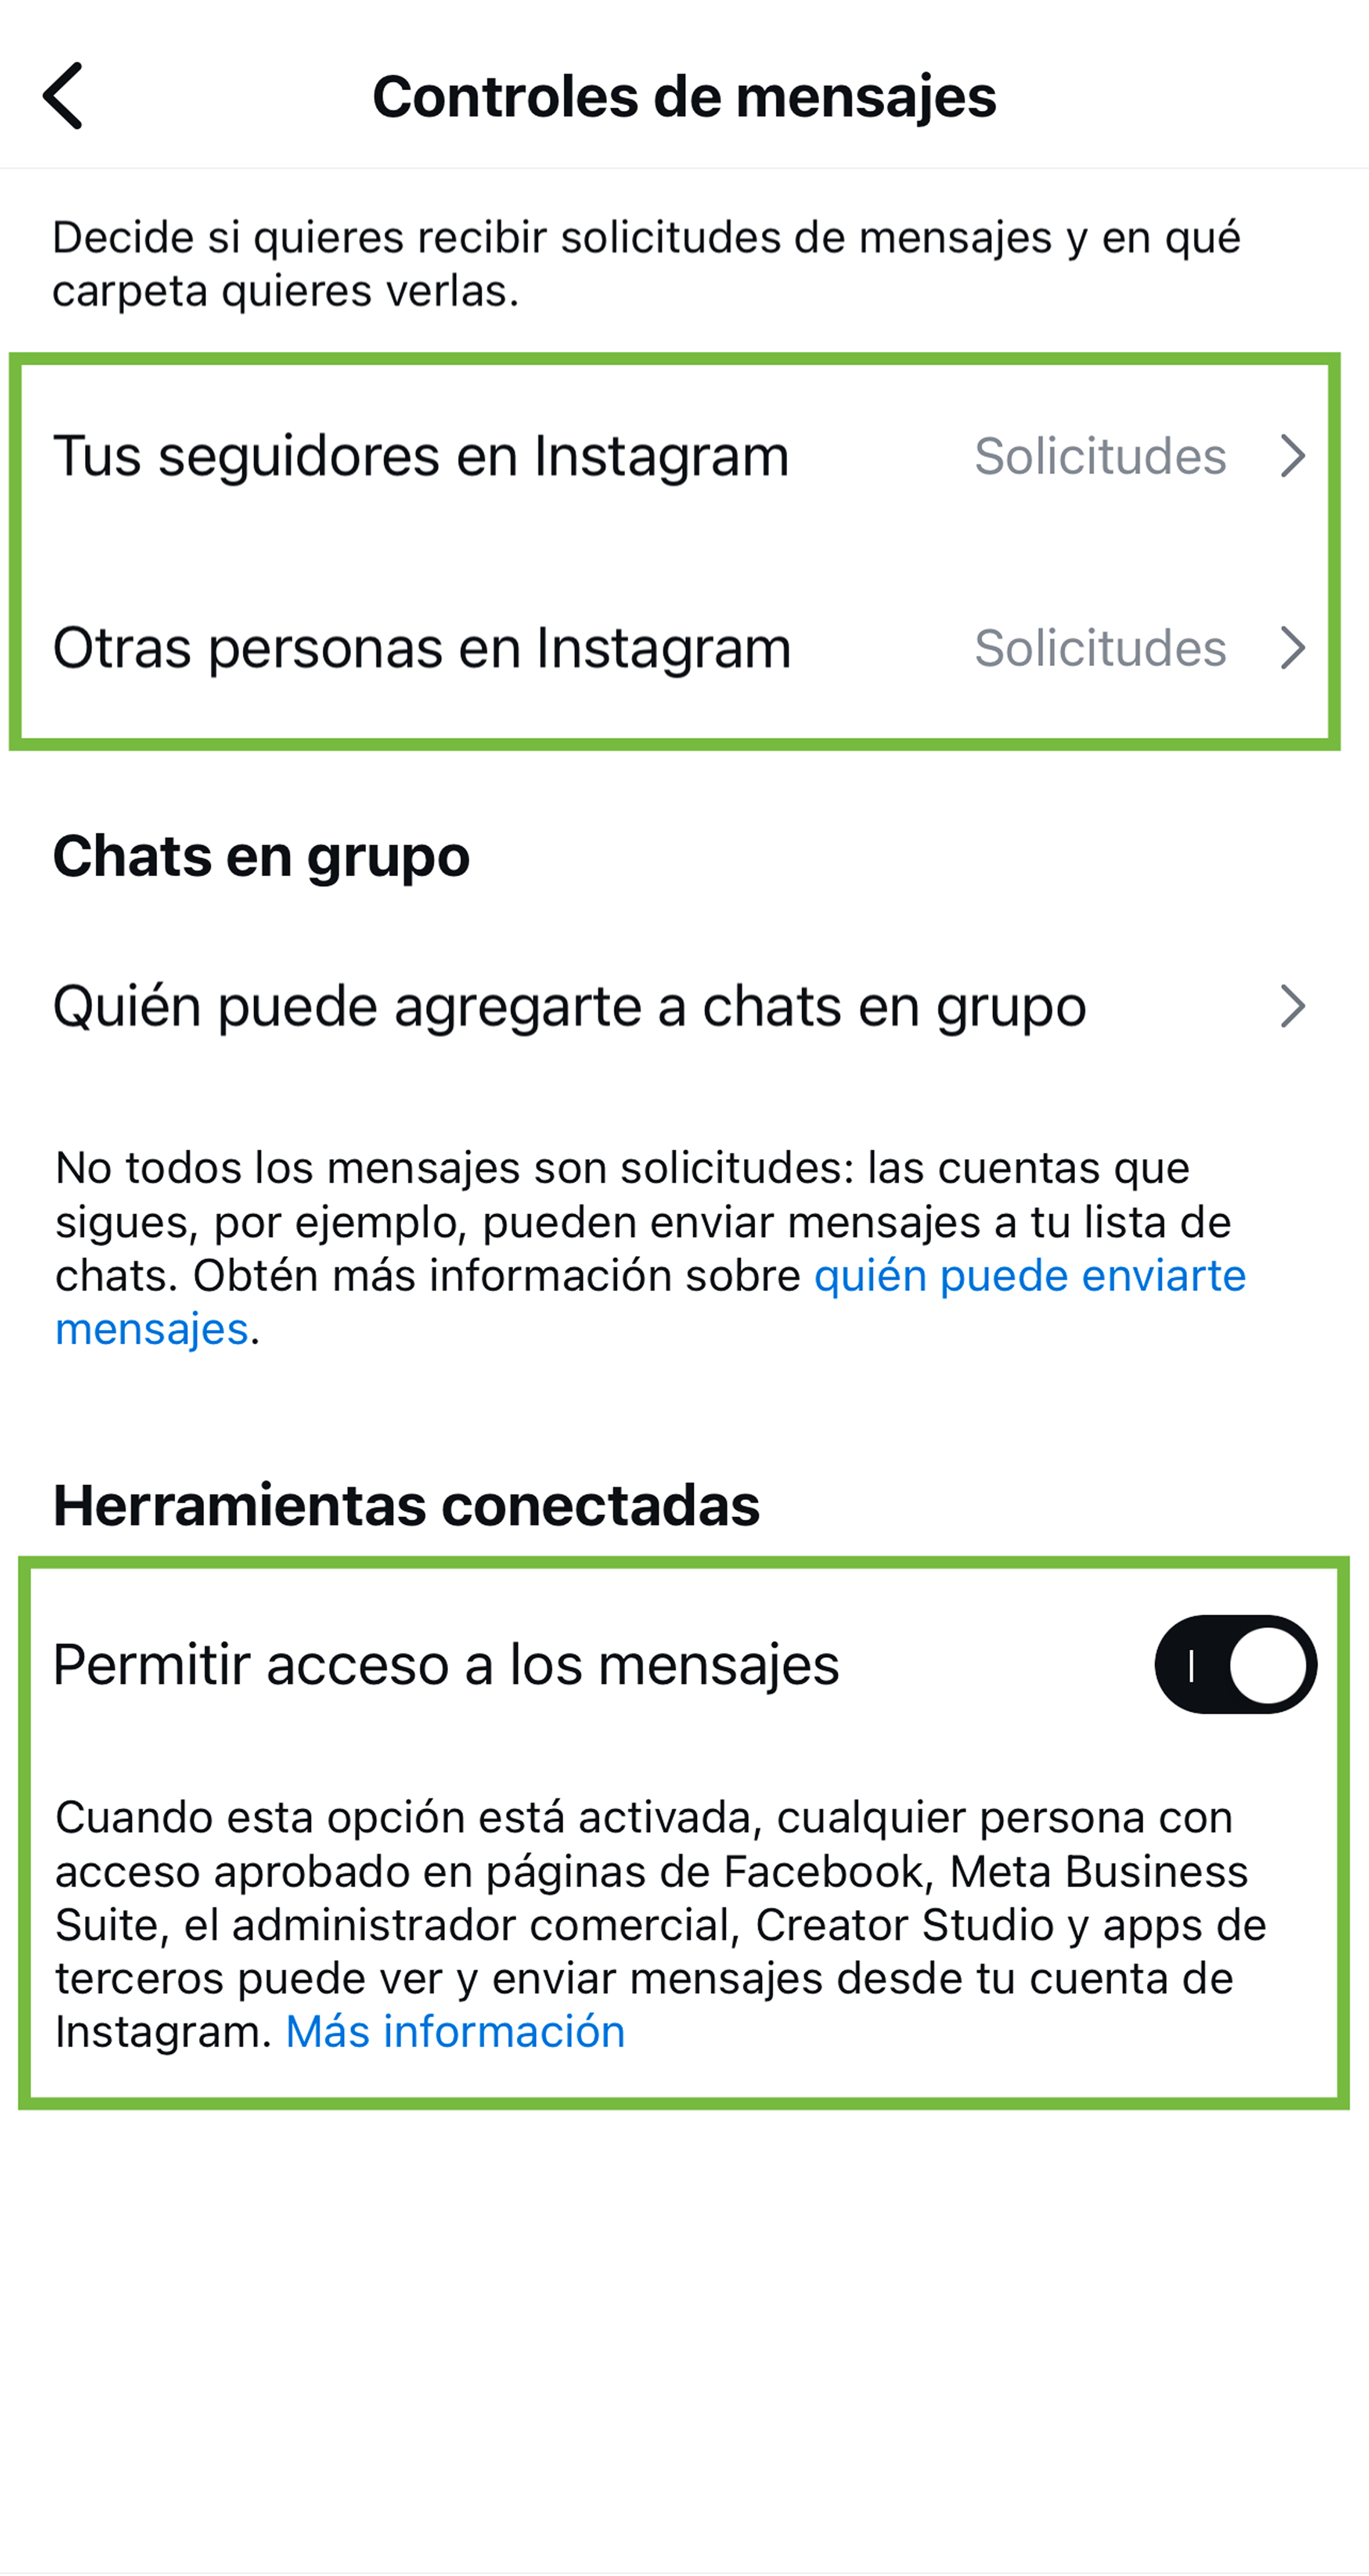 Controles de mensajes
Decide si quieres recibir solicitudes de mensajes y en qué
carpeta quieres verlas.
Tus seguidores en Instagram Solicitudes
Otras personas en Instagram Solicitudes
Chats en grupo
Quién puede agregarte a chats en grupo
No todos los mensajes son solicitudes: las cuentas que
sigues, por ejemplo, pueden enviar mensajes a tu lista de
chats. Obtén más información sobre quién puede enviarte
mensajes.
Herramientas conectadas
Permitir acceso a los mensajes
Cuando esta opción está activada, cualquier persona con
acceso aprobado en páginas de Facebook, Meta Business
Suite, el administrador comercial, Creator Studio y apps de
terceros puede ver y enviar mensajes desde tu cuenta de
Instagram. Más información